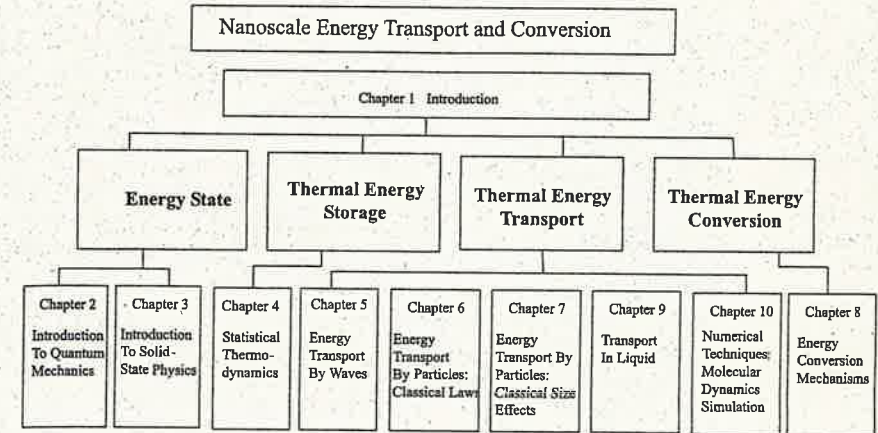 Nanoscale Energy Transport and Conversion
Chapter 1 Introduction
Energy State
Thermal Energy
Storage
Thermal Energy
Transport
Thermal Energy
Conversion
Chapter 2
Introduction
To Quantum
Mechanics
Chapter 3
Introduction
To Solid-
State Physics
Chapter 4
Statistical
Thermo-
dynamics
Chapter 5
Energy
Transport
By Waves
Chapter 6
Energy
Transport
By Particles:
Classical Laws
Chapter 7
Energy
Transport By
Particles:
Classical Size
Effects
Chapter 9
Transport
In Liquid
Chapter 10
Numerical
Techniques:
Molecular
Dynamics
Simulation
Chapter 8
Energy
Conversion
Mechanisms